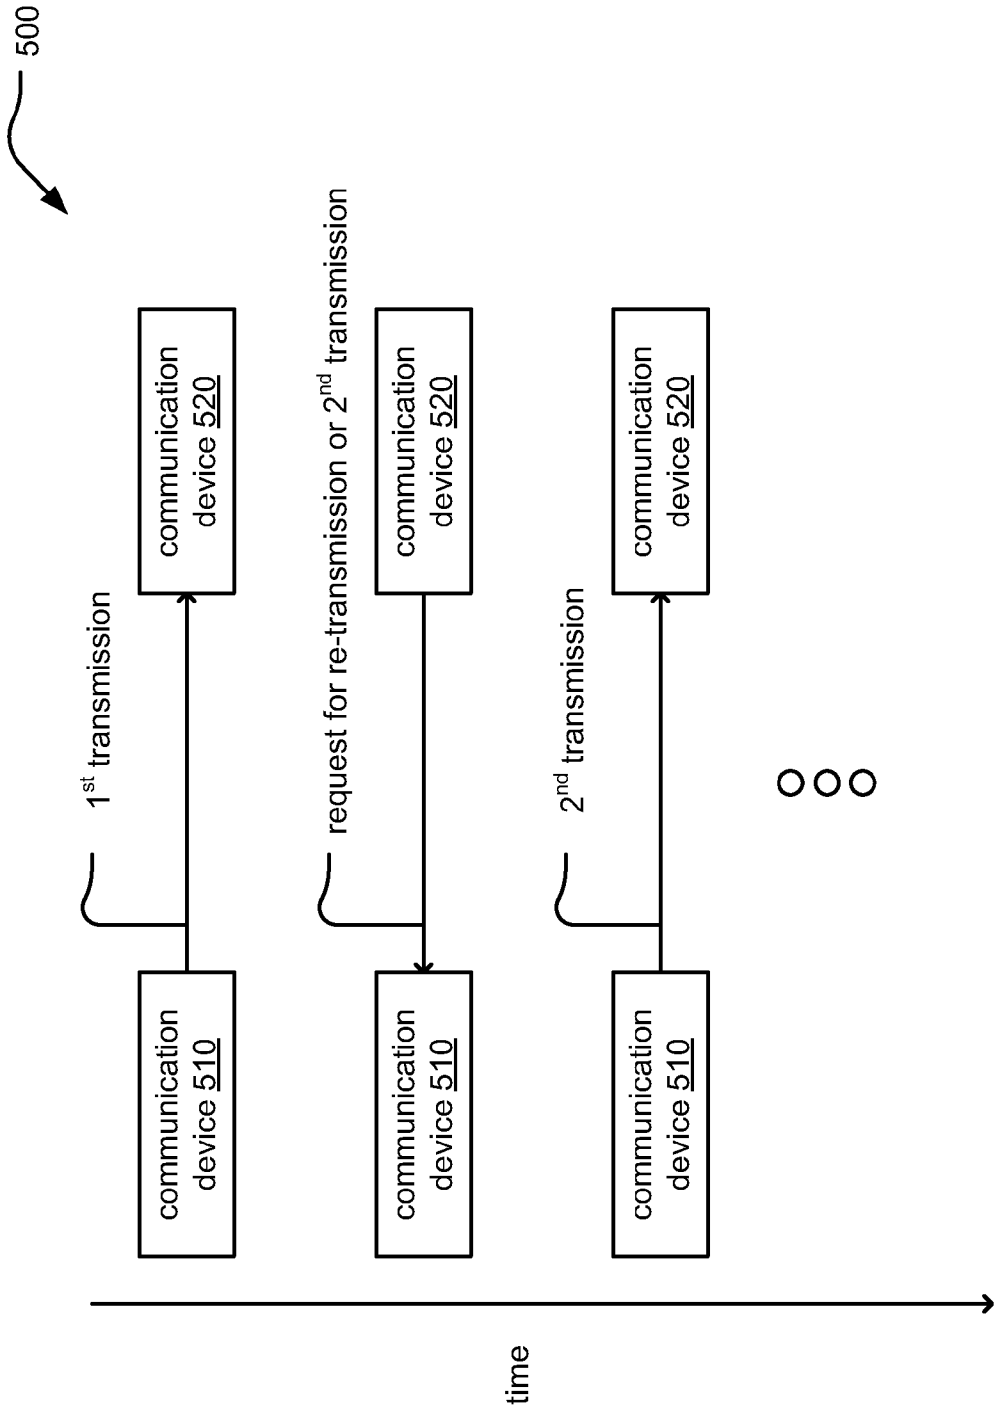 500
1st transmission
communication
device 510
communication
device 520
request for re-transmission or 2nd transmission
communication
device 510
communication
device 520
2nd transmission
communication
device 510
communication
device 520
time